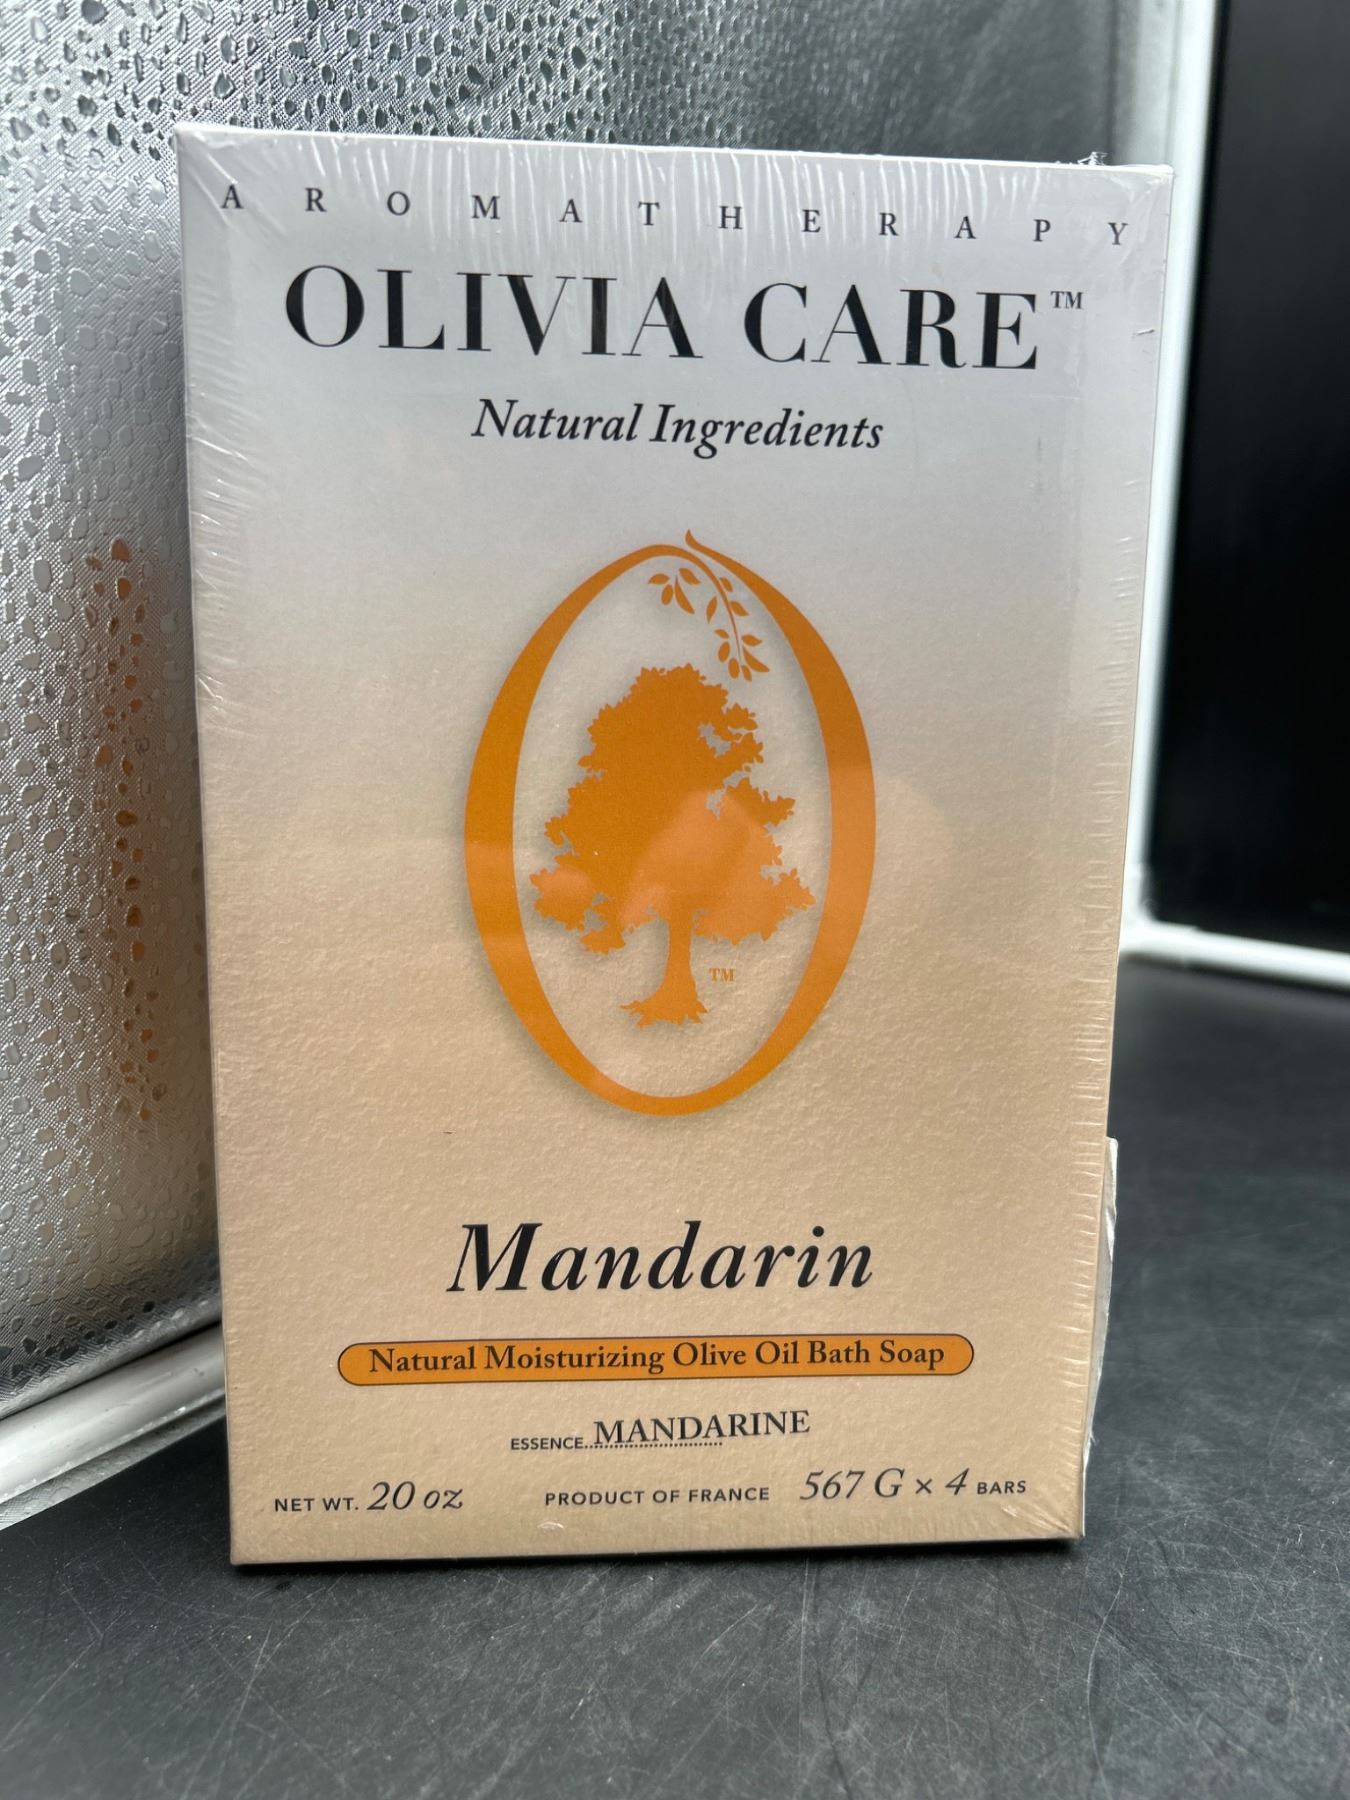 AROMATHERAPY
OLIVIA CARE™
Natural Ingredients
TM
Mandarin
Natural Moisturizing Olive Oil Bath Soap
ESSENCE...MANDARINE
NET WT. 20 oz PRODUCT OF FRANCE 567 G × 4 BARS